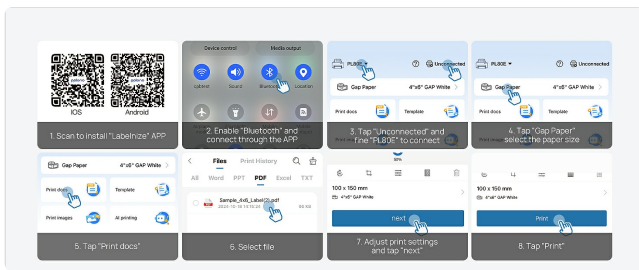 polono
polono
iOS
Android
1. Scan to install "Labelnize" APP
Device control
Media output
Sound
Bluetooth
Location
2. Enable "Bluetooth" and
connect through the APP
PL80E
Unconnected
Gap Paper
4"x6" GAP White
Print docs
Template
3. Tap "Unconnected" and
fine "PL80E" to connect
PL80E
Unconnected
Gap Paper
4"x6" GAP White
Print docs
Template
4. Tap "Gap Paper"
select the paper size
Gap Paper
4"x6" GAP White
Print docs
Template
Print images
AI printing
5. Tap "Print docs"
Files
Print History
All
Word
PPT
PDF
Excel
TXT
Sample_4x6_Label(2).pdf
6. Select file
50%
100 x 150 mm
4"x6" GAP White
next
7. Adjust print settings
and tap "next"
100 x 150 mm
4"x6" GAP White
Print
8. Tap "Print"